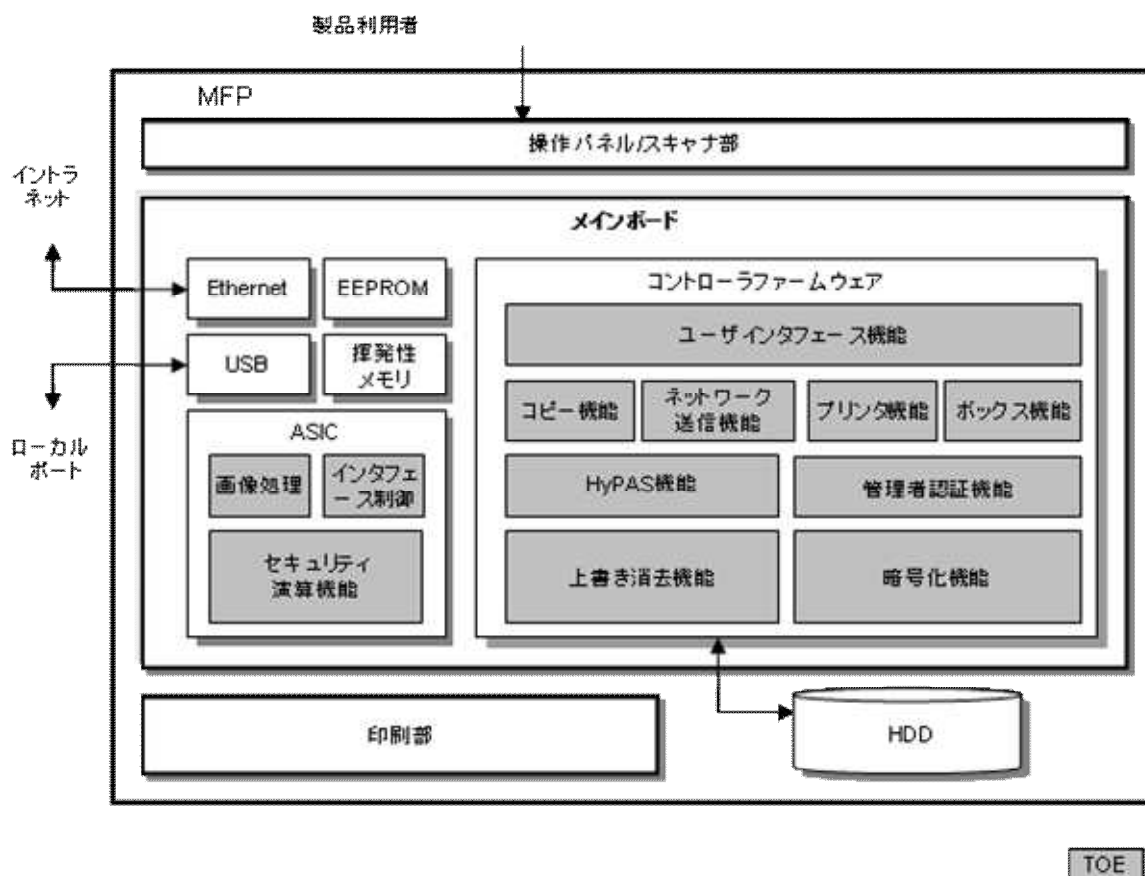 製品利用者
MFP
操作パネル/スキャナ部
イントラ
ネット
メインボード
Ethernet
EEPROM
コントローラファームウェア
ユーザインタフェース機能
USB
揮発性
メモリ
コピー機能
ネットワーク
送信機能
プリンタ機能
ボックス機能
ローカル
ポート
ASIC
画像処理
インタフェ
ース制御
HyPAS機能
管理者認証機能
セキュリティ
演算機能
上書き消去機能
暗号化機能
印刷部
HDD
TOE